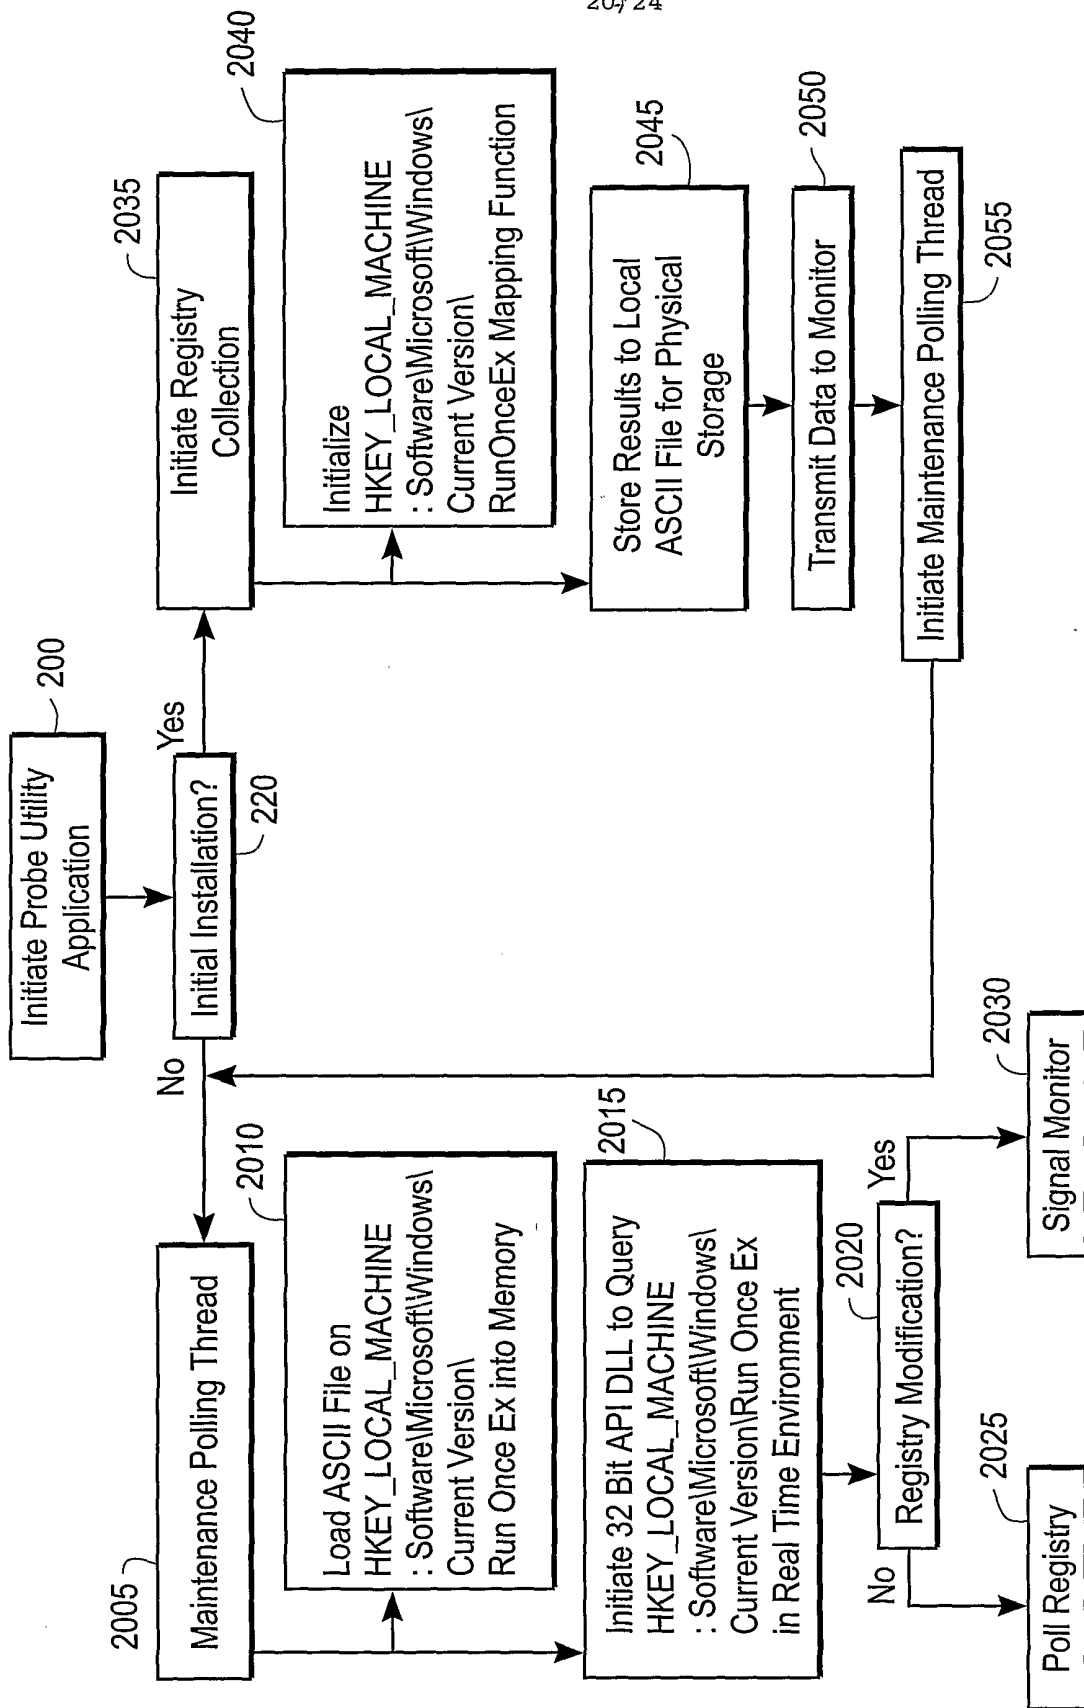 20/24
Initiate Probe Utility
Application
200
Initial Installation?
220
No
Yes
Maintenance Polling Thread
2005
Load ASCII File on
HKEY_LOCAL_MACHINE
: Software\Microsoft\Windows\
Current Version\
Run Once Ex into Memory
2010
Initiate 32 Bit API DLL to Query
HKEY_LOCAL_MACHINE
: Software\Microsoft\Windows\
Current Version\Run Once Ex
in Real Time Environment
2015
Registry Modification?
2020
No
Yes
Poll Registry
2025
Signal Monitor
2030
Initiate Registry
Collection
2035
Initialize
HKEY_LOCAL_MACHINE
: Software\Microsoft\Windows\
Current Version\
RunOnceEx Mapping Function
2040
Store Results to Local
ASCII File for Physical
Storage
2045
Transmit Data to Monitor
2050
Initiate Maintenance Polling Thread
2055